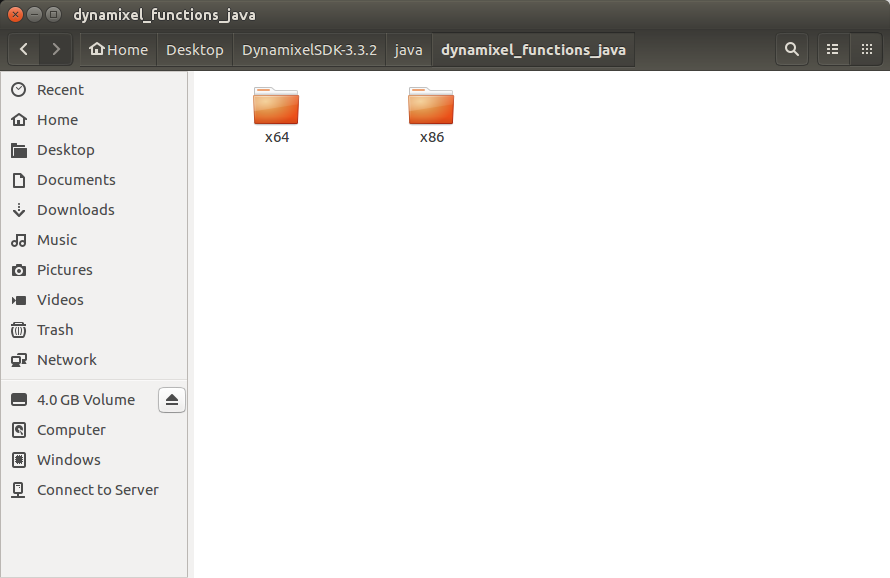 dynamixel_functions_java
Home Desktop DynamixelSDK-3.3.2 java dynamixel_functions_java
Recent
Home
Desktop
Documents
Downloads
Music
Pictures
Videos
Trash
Network
4.0 GB Volume
Computer
Windows
Connect to Server
x64 x86